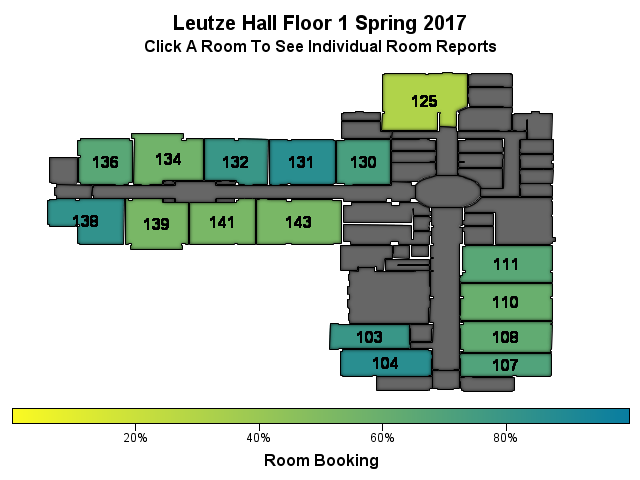 Leutze Hall Floor 1 Spring 2017
Click A Room To See Individual Room Reports
125
136 134 132 131 130
138 139 141 143
111
110
103 108
104 107
20% 40% 60% 80%
Room Booking